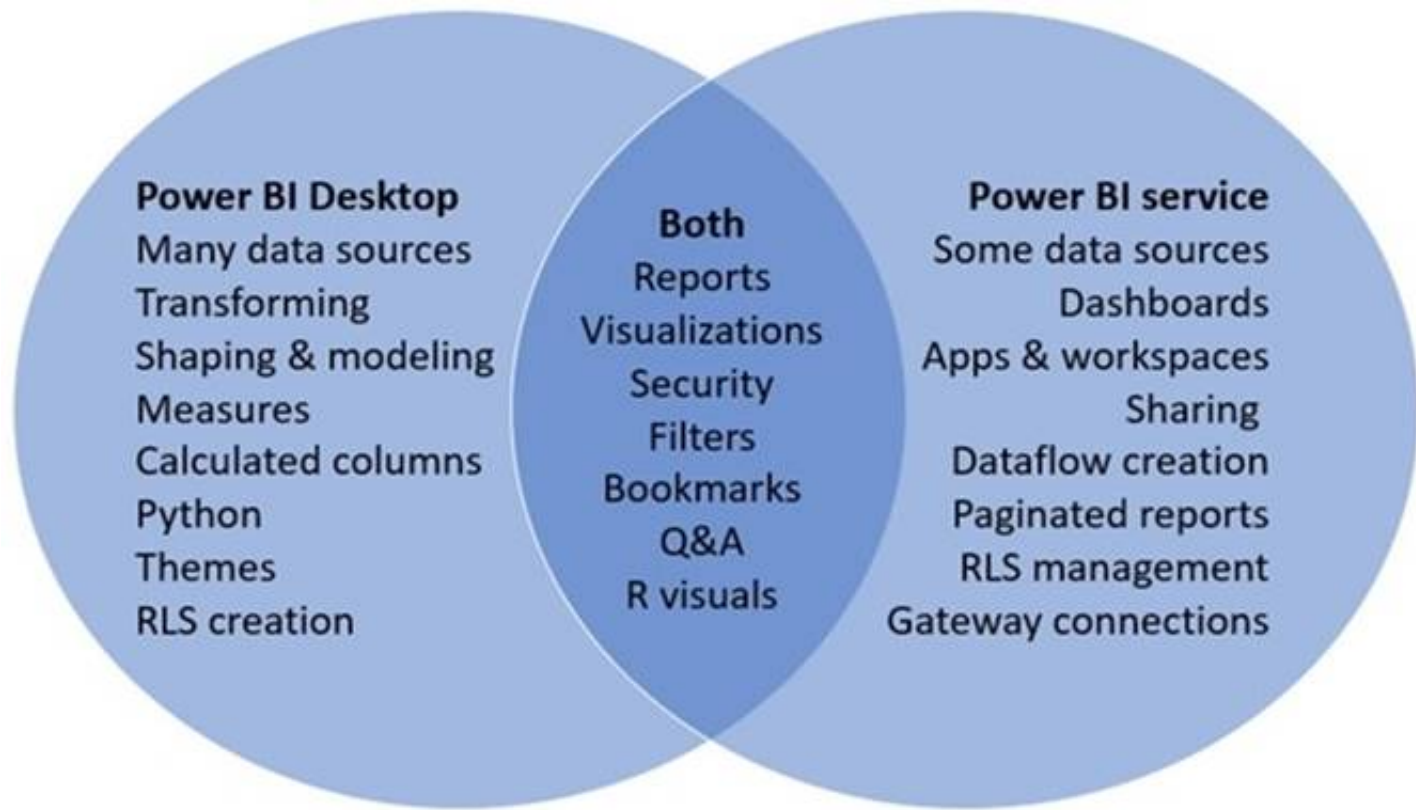 Power BI Desktop
Many data sources
Transforming
Shaping & modeling
Measures
Calculated columns
Python
Themes
RLS creation
Both
Reports
Visualizations
Security
Filters
Bookmarks
Q&A
R visuals
Power BI service
Some data sources
Dashboards
Apps & workspaces
Sharing
Dataflow creation
Paginated reports
RLS management
Gateway connections